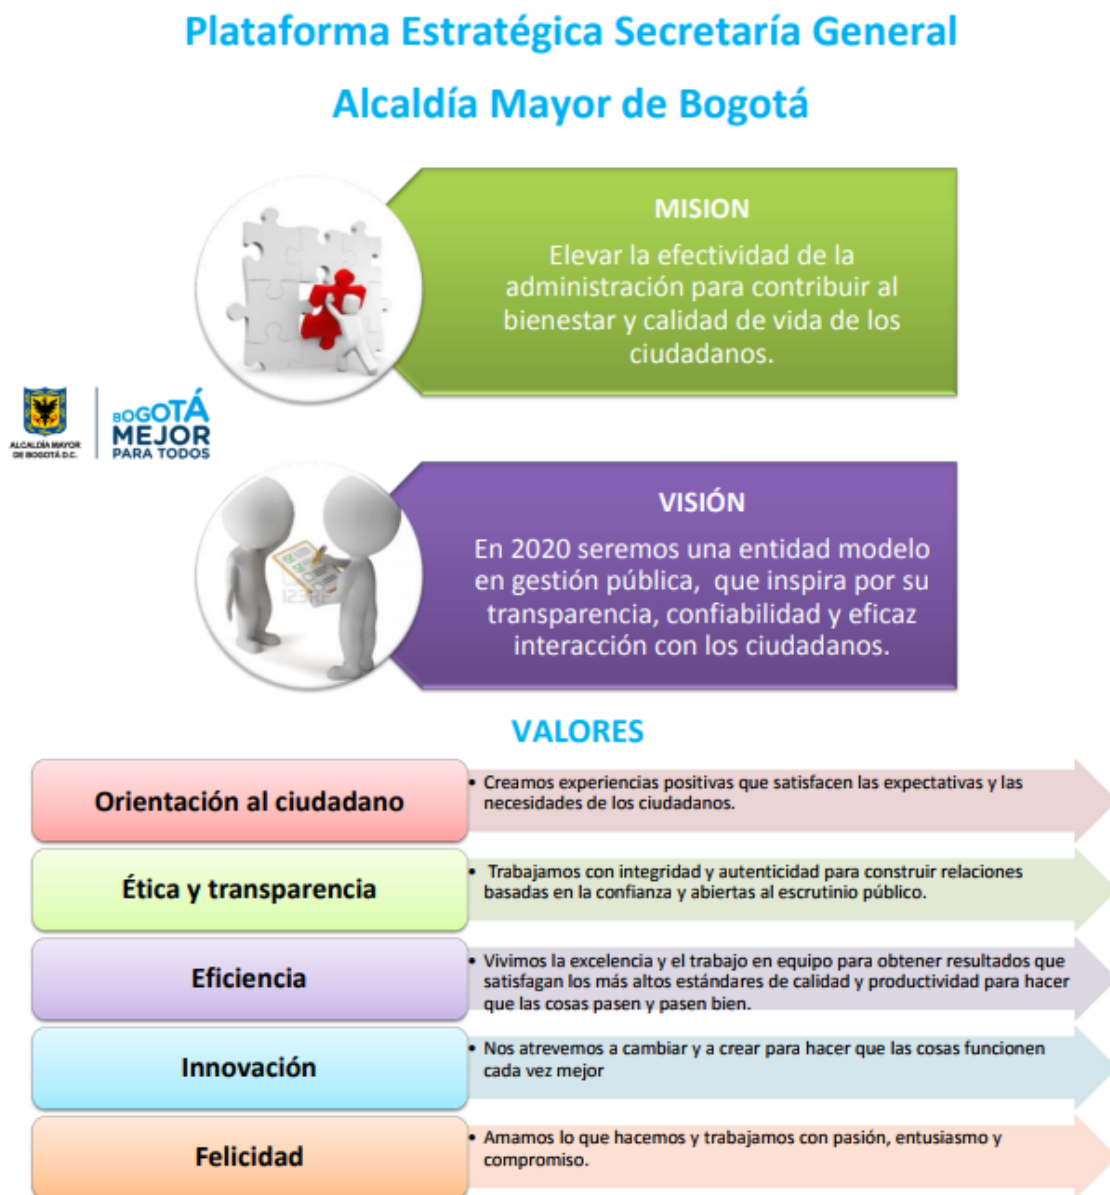 Plataforma Estratégica Secretaría General
Alcaldía Mayor de Bogotá
MISION
Elevar la efectividad de la
administración para contribuir al
bienestar y calidad de vida de los
ciudadanos.
ALCALDÍA MAYOR
DE BOGOTÁ D.C.
BOGOTÁ
MEJOR
PARA TODOS
VISIÓN
En 2020 seremos una entidad modelo
en gestión pública, que inspira por su
transparencia, confiabilidad y eficaz
interacción con los ciudadanos.
123RF
VALORES
Orientación al ciudadano
• Creamos experiencias positivas que satisfacen las expectativas y las
necesidades de los ciudadanos.
Ética y transparencia
• Trabajamos con integridad y autenticidad para construir relaciones
basadas en la confianza y abiertas al escrutinio público.
Eficiencia
• Vivimos la excelencia y el trabajo en equipo para obtener resultados que
satisfagan los más altos estándares de calidad y productividad para hacer
que las cosas pasen y pasen bien.
Innovación
• Nos atrevemos a cambiar y a crear para hacer que las cosas funcionen
cada vez mejor
Felicidad
• Amamos lo que hacemos y trabajamos con pasión, entusiasmo y
compromiso.